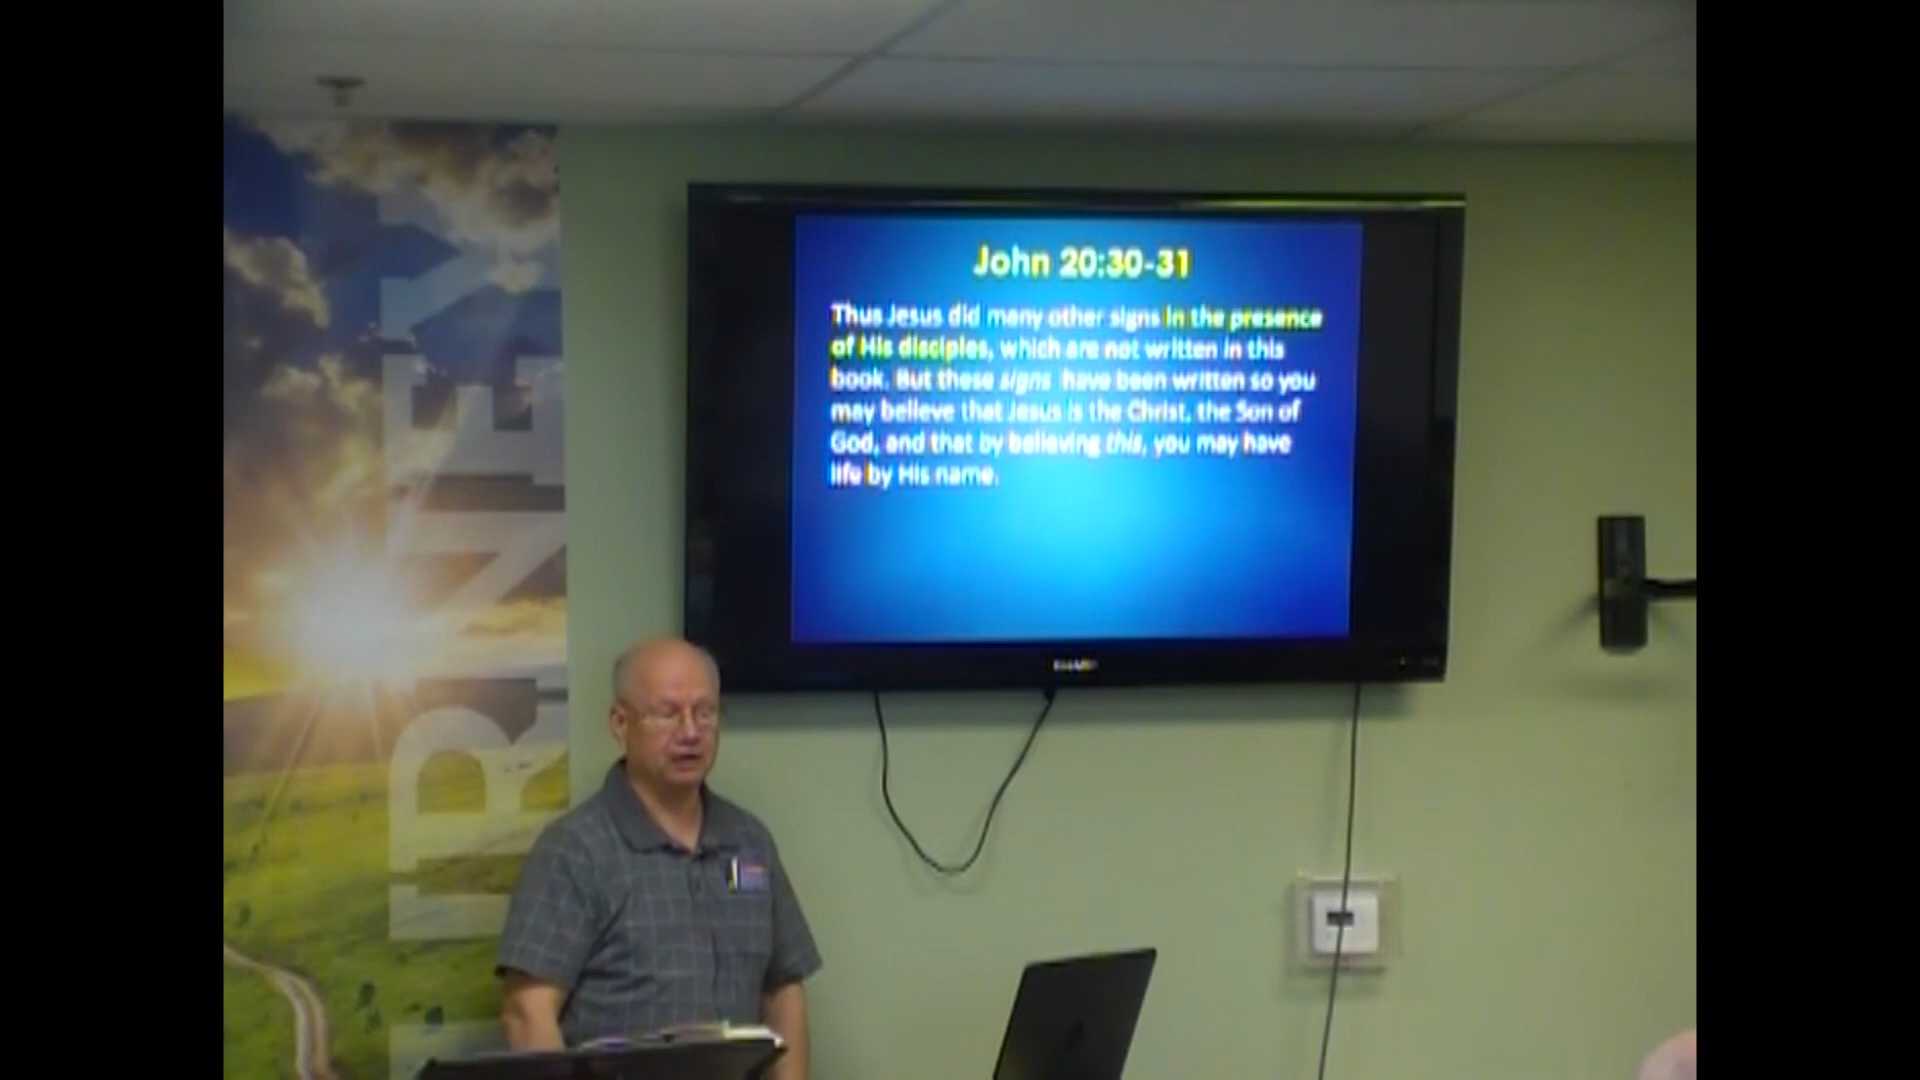 John 20:30-31
Thus Jesus did many other signs in the presence
of His disciples, which are not written in this
book. But these signs have been written so you
may believe that Jesus is the Christ, the Son of
God, and that by believing this, you may have
life by His name.
SHARP
RNEY